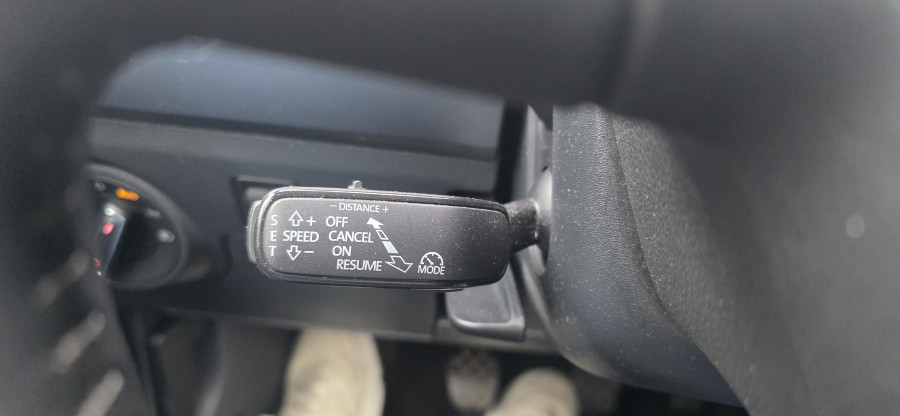 − DISTANCE +
S + OFF
E SPEED CANCEL
T − ON
RESUME MODE